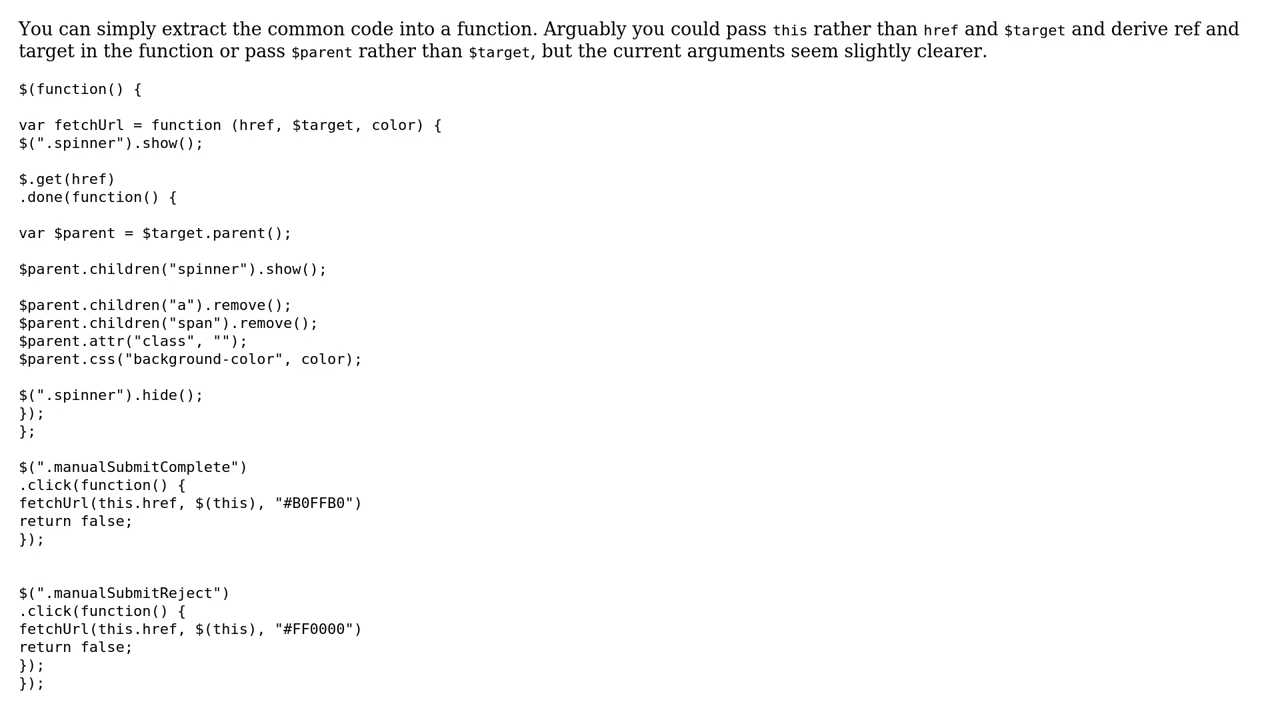 You can simply extract the common code into a function. Arguably you could pass this rather than href and $target and derive ref and
target in the function or pass $parent rather than $target, but the current arguments seem slightly clearer.
$(function() {
var fetchUrl = function (href, $target, color) {
$(".spinner").show();
$.get(href)
.done(function() {
var $parent = $target.parent();
$parent.children("spinner").show();
$parent.children("a").remove();
$parent.children("span").remove();
$parent.attr("class", "");
$parent.css("background-color", color);
$(".spinner").hide();
});
};
$(".manualSubmitComplete")
.click(function() {
fetchUrl(this.href, $(this), "#B0FFB0")
return false;
});
$(".manualSubmitReject")
.click(function() {
fetchUrl(this.href, $(this), "#FF0000")
return false;
});
});